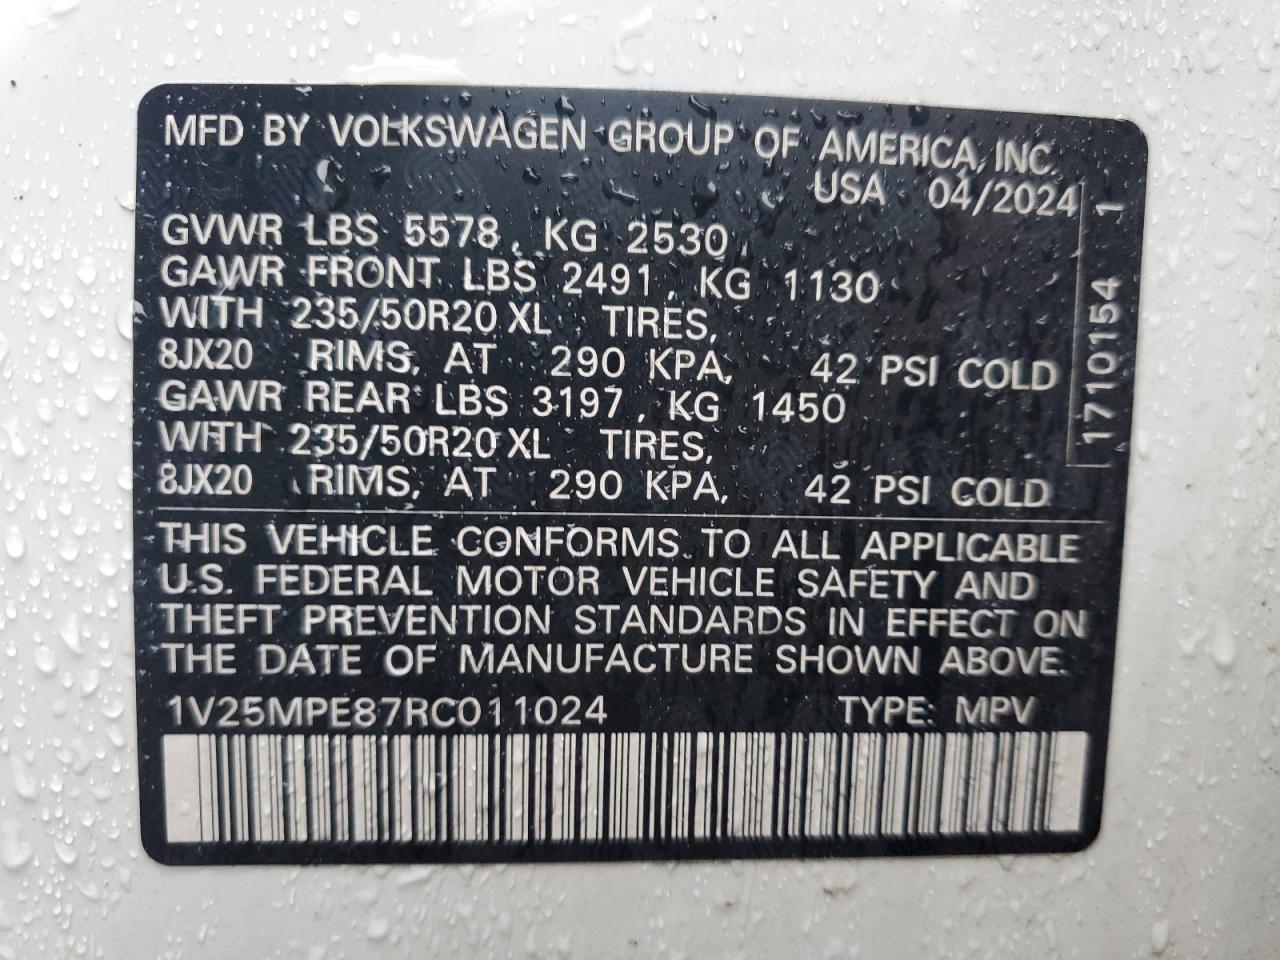 MFD BY VOLKSWAGEN GROUP OF AMERICA, INC.
USA 04/2024
GVWR LBS 5578, KG 2530
GAWR FRONT LBS 2491, KG 1130
WITH 235/50R20 XL TIRES,
8JX20 RIMS, AT 290 KPA, 42 PSI COLD
GAWR REAR LBS 3197, KG 1450
WITH 235/50R20 XL TIRES,
8JX20 RIMS, AT 290 KPA, 42 PSI COLD
1710154 1
THIS VEHICLE CONFORMS TO ALL APPLICABLE
U.S. FEDERAL MOTOR VEHICLE SAFETY AND
THEFT PREVENTION STANDARDS IN EFFECT ON
THE DATE OF MANUFACTURE SHOWN ABOVE.
1V25MPE87RC011024 TYPE: MPV